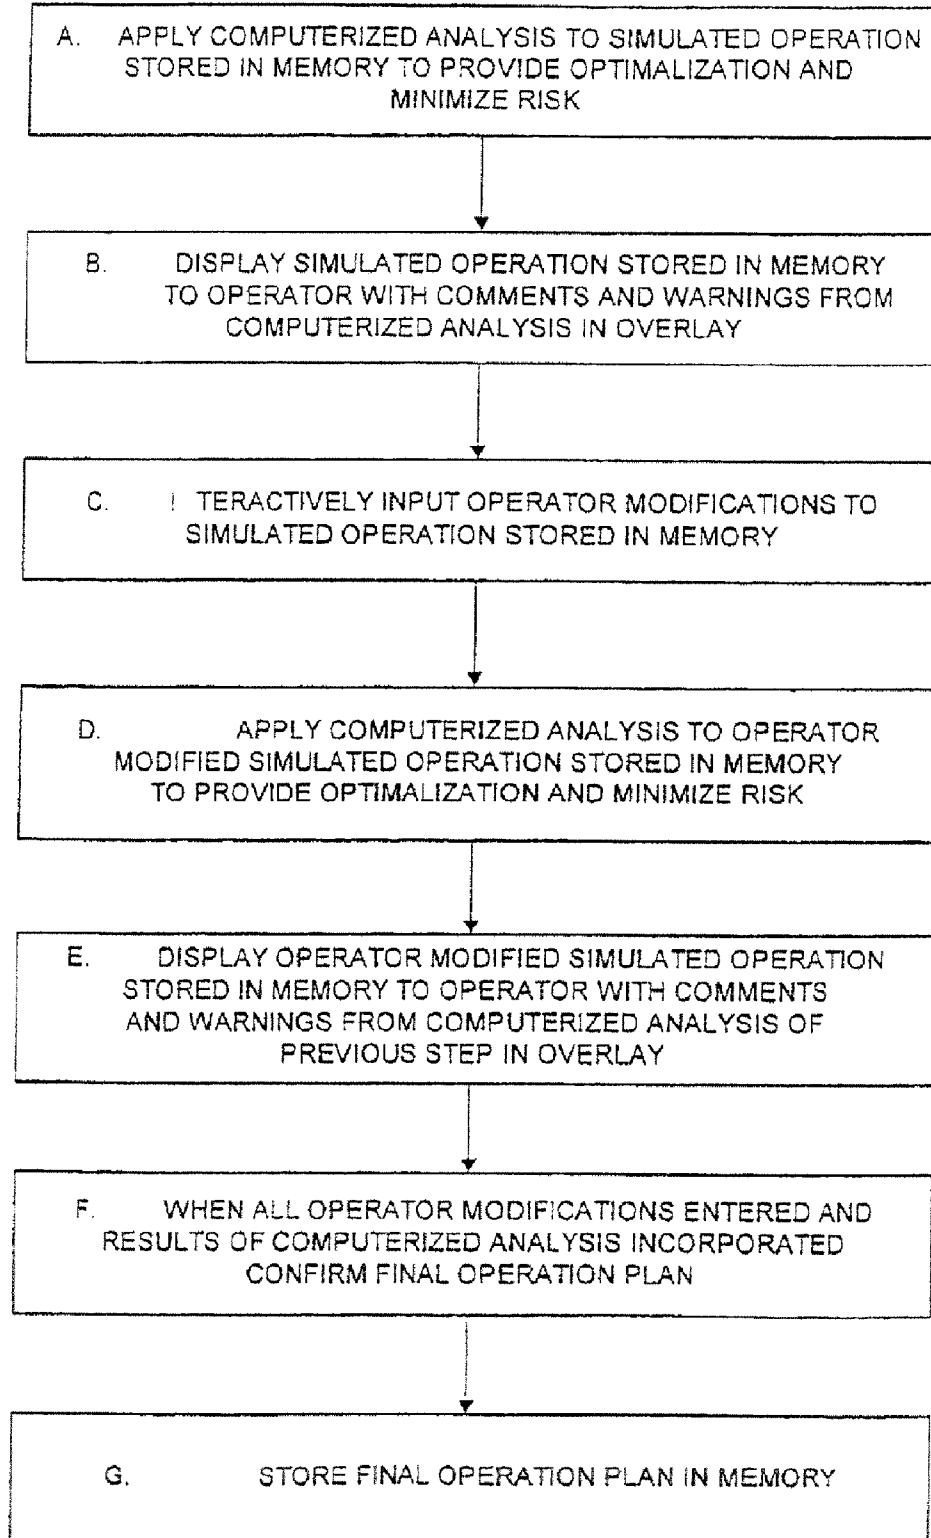 A. APPLY COMPUTERIZED ANALYSIS TO SIMULATED OPERATION
STORED IN MEMORY TO PROVIDE OPTIMALIZATION AND
MINIMIZE RISK
B. DISPLAY SIMULATED OPERATION STORED IN MEMORY
TO OPERATOR WITH COMMENTS AND WARNINGS FROM
COMPUTERIZED ANALYSIS IN OVERLAY
C. I TERACTIVELY INPUT OPERATOR MODIFICATIONS TO
SIMULATED OPERATION STORED IN MEMORY
D. APPLY COMPUTERIZED ANALYSIS TO OPERATOR
MODIFIED SIMULATED OPERATION STORED IN MEMORY
TO PROVIDE OPTIMALIZATION AND MINIMIZE RISK
E. DISPLAY OPERATOR MODIFIED SIMULATED OPERATION
STORED IN MEMORY TO OPERATOR WITH COMMENTS
AND WARNINGS FROM COMPUTERIZED ANALYSIS OF
PREVIOUS STEP IN OVERLAY
F. WHEN ALL OPERATOR MODIFICATIONS ENTERED AND
RESULTS OF COMPUTERIZED ANALYSIS INCORPORATED
CONFIRM FINAL OPERATION PLAN
G. STORE FINAL OPERATION PLAN IN MEMORY